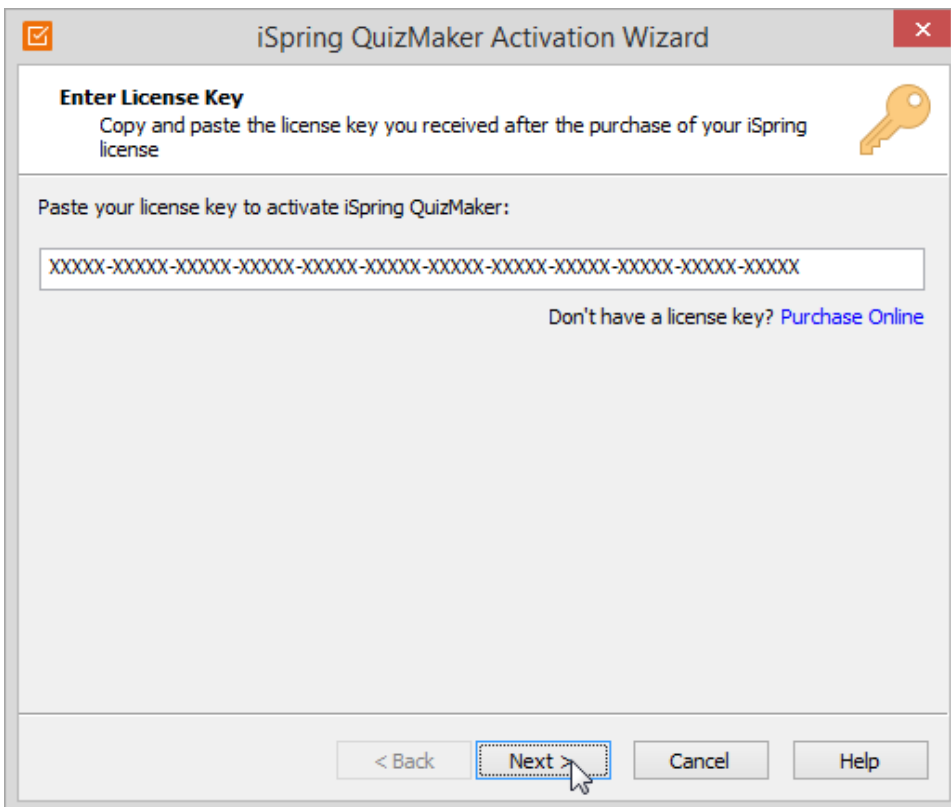 iSpring QuizMaker Activation Wizard
Enter License Key
Copy and paste the license key you received after the purchase of your iSpring
license
Paste your license key to activate iSpring QuizMaker:
XXXXX-XXXXX-XXXXX-XXXXX-XXXXX-XXXXX-XXXXX-XXXXX-XXXXX-XXXXX-XXXXX-XXXXX
Don't have a license key? Purchase Online
< Back Next > Cancel Help